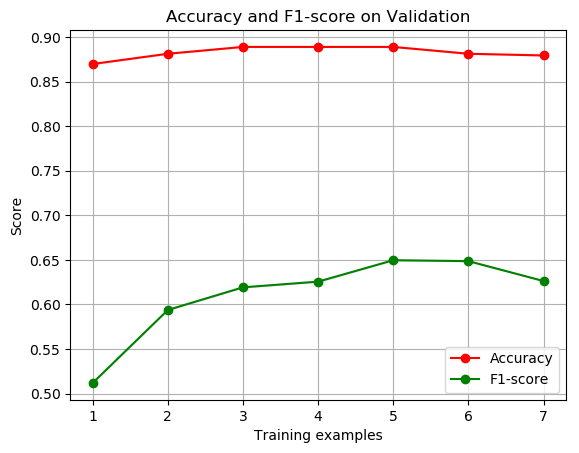 Accuracy and F1-score on Validation
0.90
0.85
0.80
0.75
0.70
0.65
0.60
0.55
0.50
Score
Accuracy
F1-score
1 2 3 4 5 6 7
Training examples